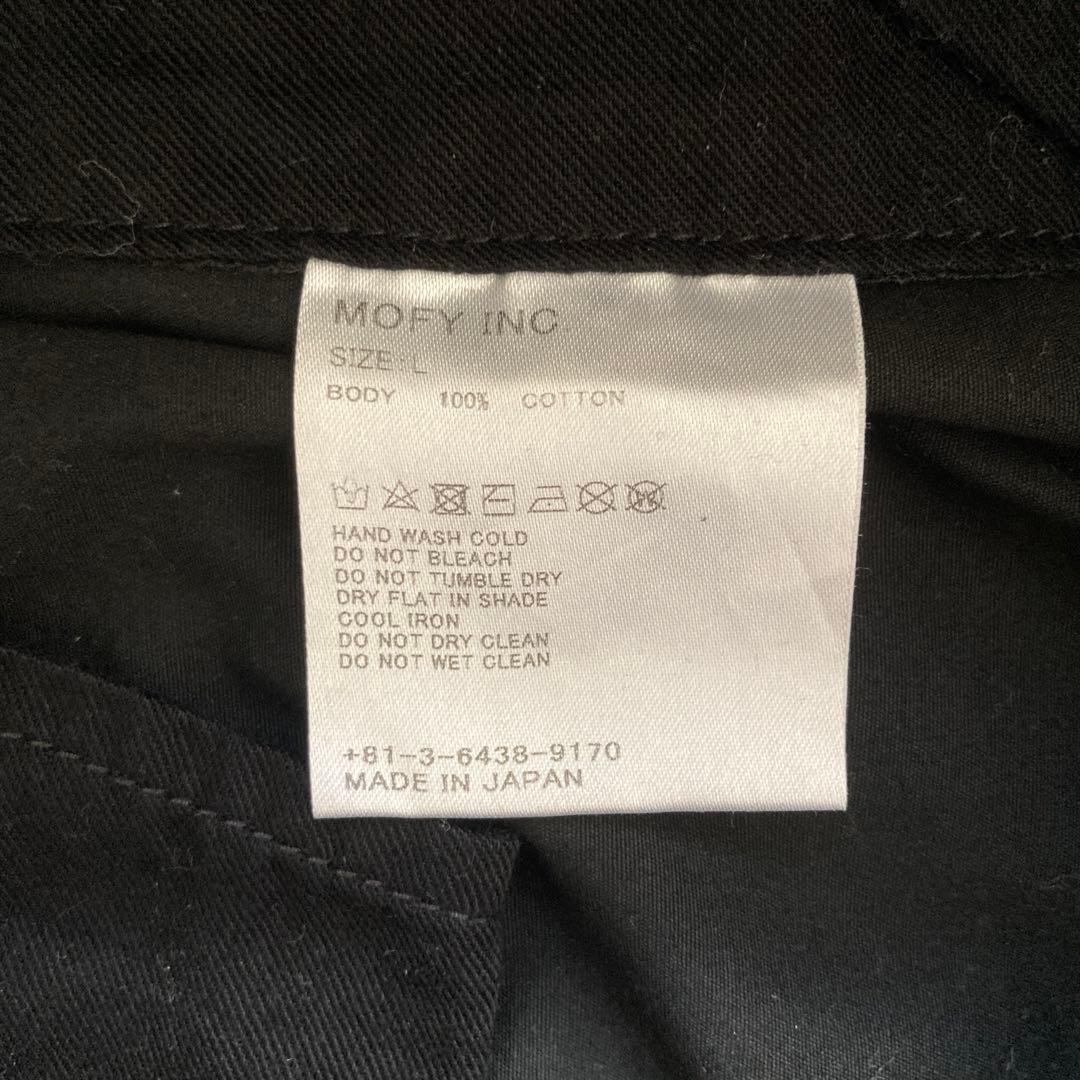 MOFY INC.
SIZE:L
BODY 100% COTTON
HAND WASH COLD
DO NOT BLEACH
DO NOT TUMBLE DRY
DRY FLAT IN SHADE
COOL IRON
DO NOT DRY CLEAN
DO NOT WET CLEAN
+81-3-6438-9170
MADE IN JAPAN